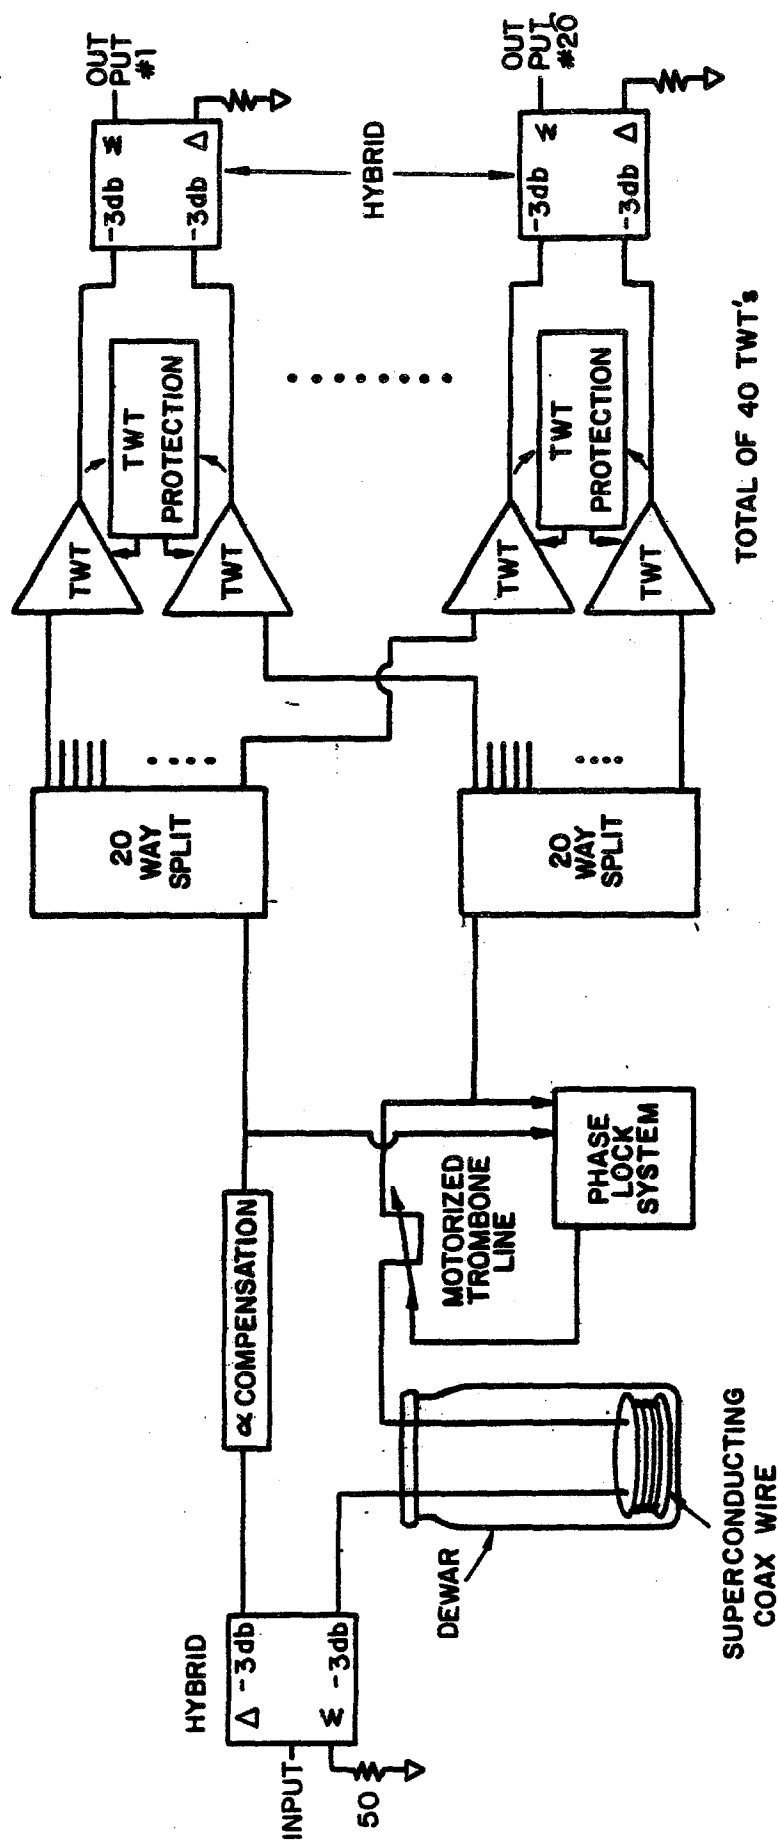 HYBRID
INPUT
Δ -3db
Σ -3db
50
DEWAR
SUPERCONDUCTING
COAX WIRE
∝ COMPENSATION
MOTORIZED
TROMBONE
LINE
PHASE
LOCK
SYSTEM
20
WAY
SPLIT
20
WAY
SPLIT
TWT
TWT
TWT
PROTECTION
TWT
TWT
TWT
PROTECTION
TOTAL OF 40 TWT's
-3db Σ
-3db Δ
OUT
PUT
#1
HYBRID
-3db Σ
-3db Δ
OUT
PUT
#20